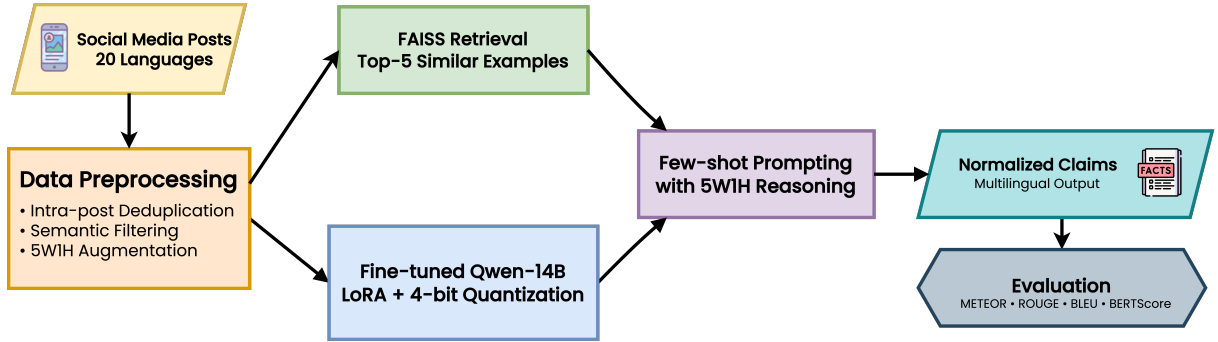 Social Media Posts
20 Languages
Data Preprocessing
• Intra-post Deduplication
• Semantic Filtering
• 5W1H Augmentation
FAISS Retrieval
Top-5 Similar Examples
Fine-tuned Qwen-14B
LoRA + 4-bit Quantization
Few-shot Prompting
with 5W1H Reasoning
Normalized Claims
Multilingual Output
FACTS
Evaluation
METEOR • ROUGE • BLEU • BERTScore